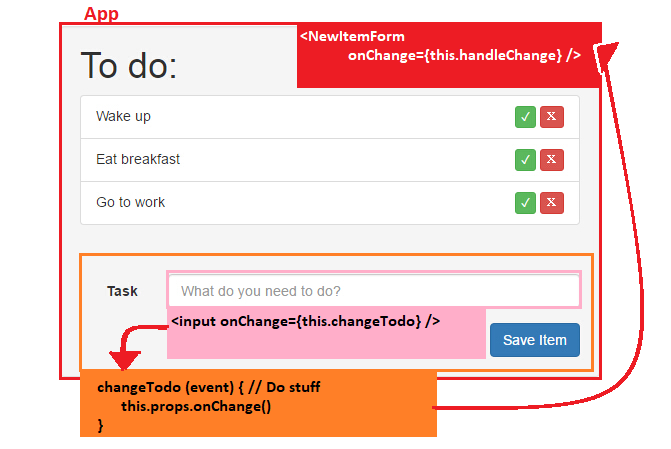 App
<NewItemForm
onChange={this.handleChange} />
To do:
Wake up
✓ X
Eat breakfast
✓ X
Go to work
✓ X
Task
What do you need to do?
<input onChange={this.changeTodo} />
Save Item
changeTodo (event) { // Do stuff
this.props.onChange()
}